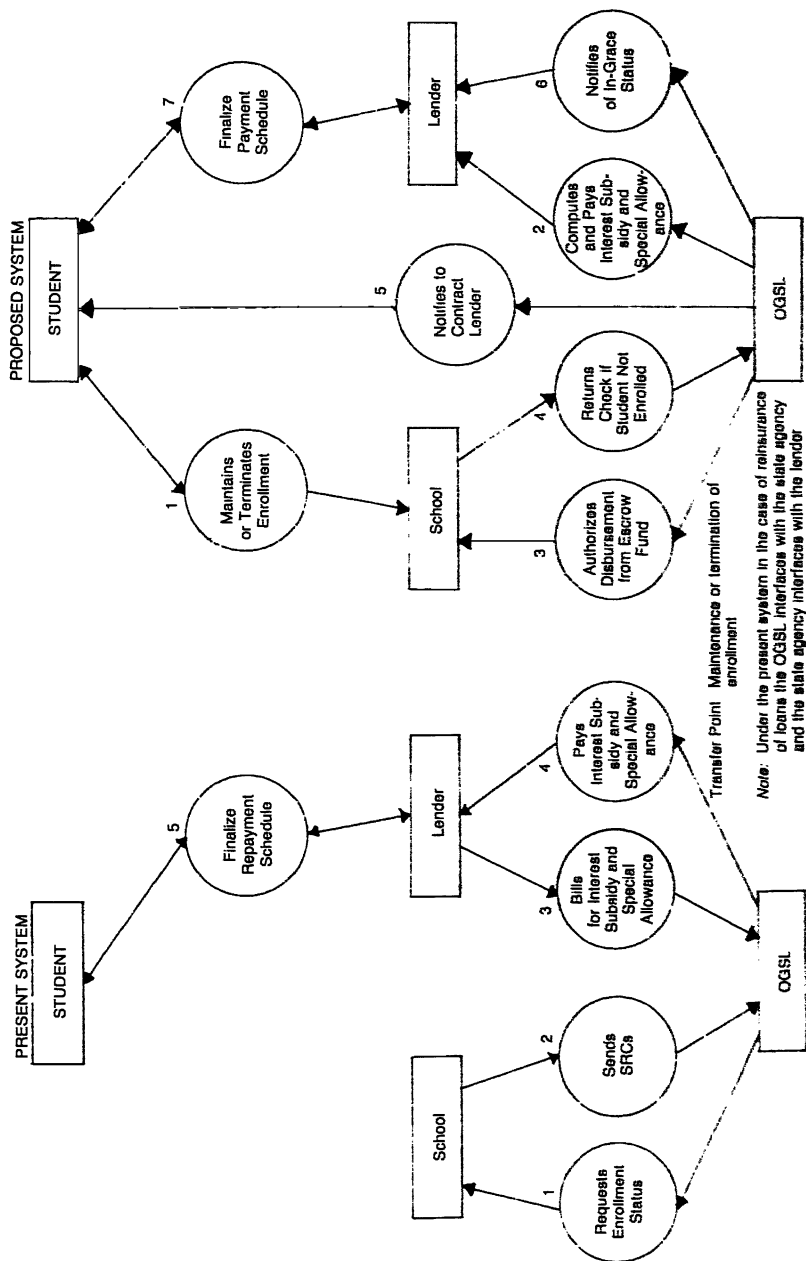 PRESENT SYSTEM
STUDENT
5
Finalize
Repayment
Schedule
School
Lender
1
Requests
Enrollment
Status
2
Sends
SRCs
3
Bills
for Interest
Subsidy and
Special
Allowance
4
Pays
Interest Sub-
sidy and
Special Allow-
ance
OGSL
PROPOSED SYSTEM
STUDENT
1
Maintains
or Terminates
Enrollment
7
Finalize
Payment
Schedule
5
Notifies to
Contract
Lender
School
Lender
3
Authorizes
Disbursement
from Escrow
Fund
4
Returns
Check if
Student Not
Enrolled
2
Computes
and Pays
Interest Sub-
sidy and
Special Allow-
ance
6
Notifies
of In-Grace
Status
OGSL
Transfer Point Maintenance or termination of
enrollment
Note: Under the present system in the case of reinsurance
of loans the OGSL interfaces with the state agency
and the state agency interfaces with the lender